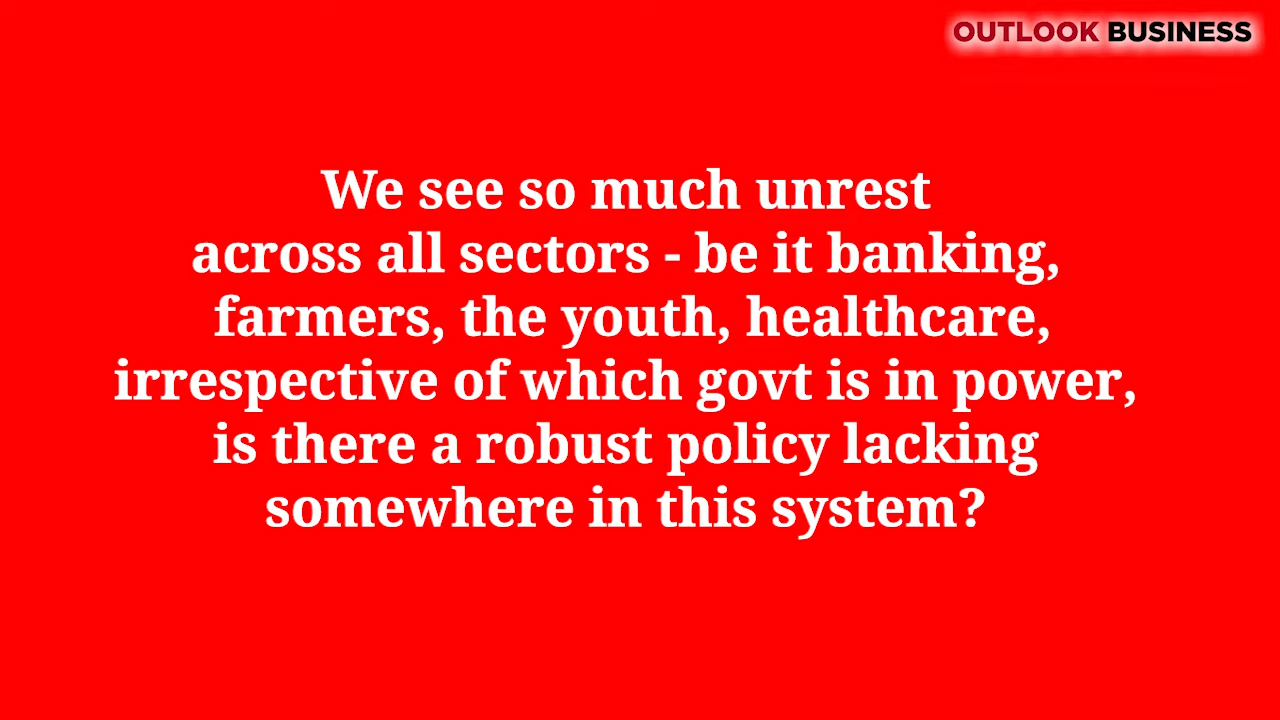 OUTLOOK BUSINESS
We see so much unrest
across all sectors - be it banking,
farmers, the youth, healthcare,
irrespective of which govt is in power,
is there a robust policy lacking
somewhere in this system?